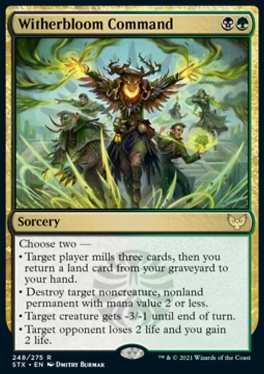 Witherbloom Command
Sorcery
Choose two —
• Target player mills three cards, then you
return a land card from your graveyard to
your hand.
• Destroy target noncreature, nonland
permanent with mana value 2 or less.
• Target creature gets -3/-1 until end of turn.
• Target opponent loses 2 life and you gain
2 life.
248/275 R
STX • EN DMITRY BURMAK
™ & © 2021 Wizards of the Coast